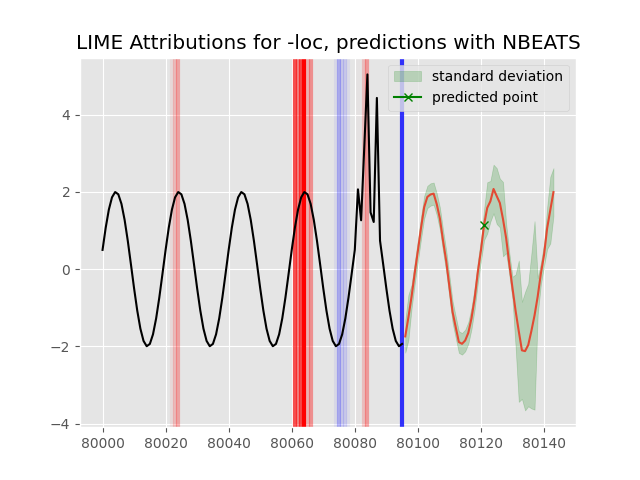 LIME Attributions for -loc, predictions with NBEATS
standard deviation
predicted point
4
2
0
−2
−4
80000 80020 80040 80060 80080 80100 80120 80140